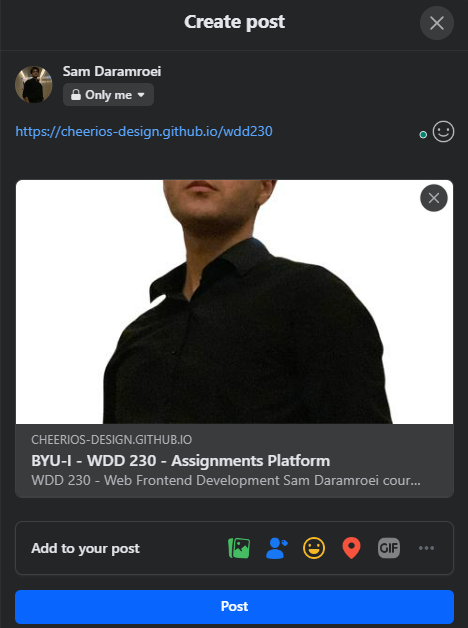 Create post
Sam Daramroei
Only me
https://cheerios-design.github.io/wdd230
CHEERIOS-DESIGN.GITHUB.IO
BYU-I - WDD 230 - Assignments Platform
WDD 230 - Web Frontend Development Sam Daramroei cour...
Add to your post
GIF
Post